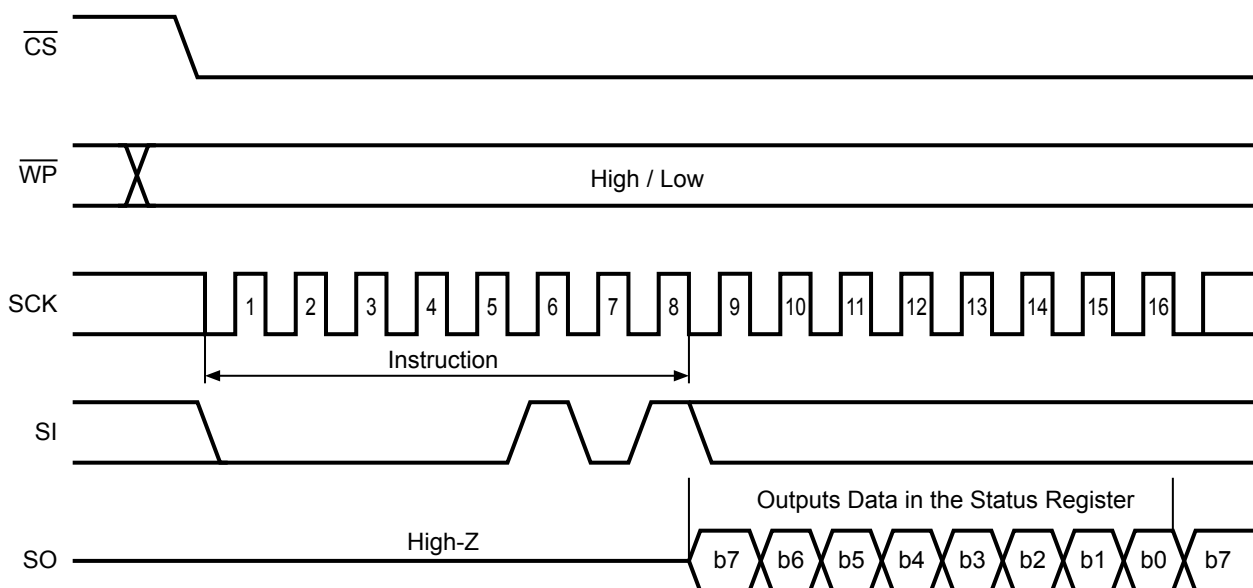 CS
WP
High / Low
SCK
1 2 3 4 5 6 7 8 9 10 11 12 13 14 15 16
Instruction
SI
Outputs Data in the Status Register
High-Z
SO
b7 b6 b5 b4 b3 b2 b1 b0 b7